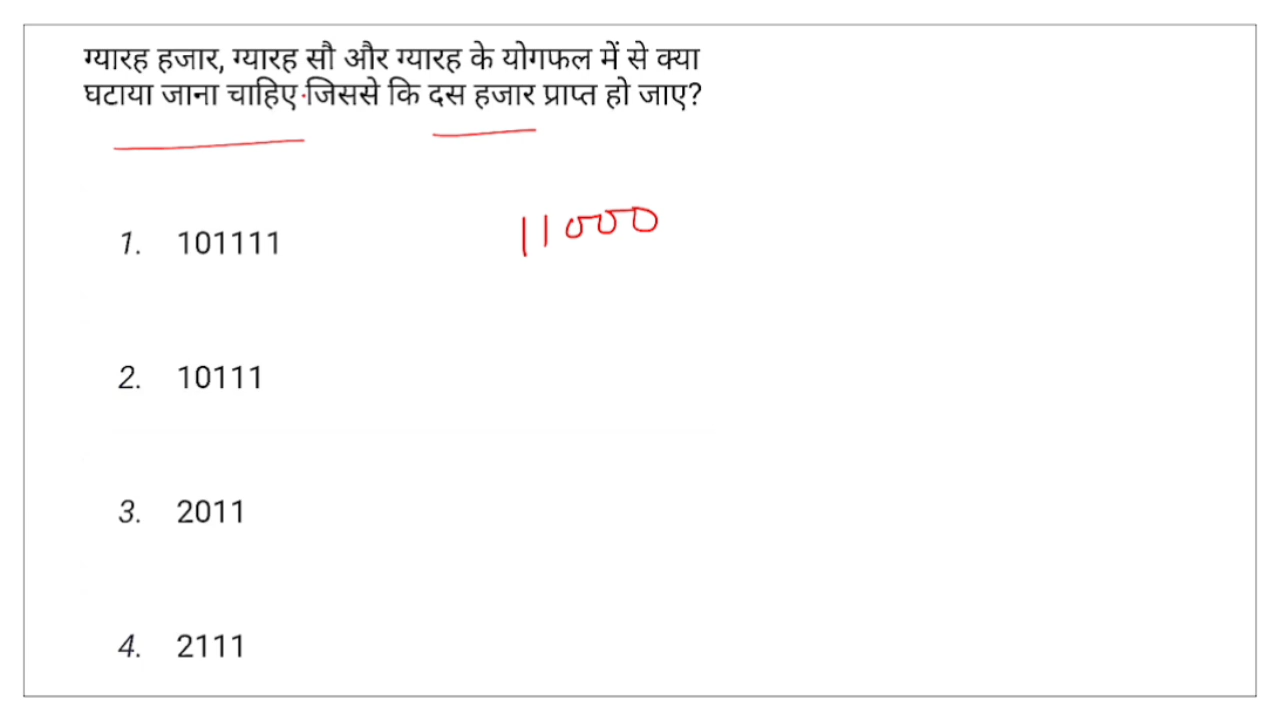 ग्यारह हजार, ग्यारह सौ और ग्यारह के योगफल में से क्या
घटाया जाना चाहिए जिससे कि दस हजार प्राप्त हो जाए?
11000
1. 101111
2. 10111
3. 2011
4. 2111